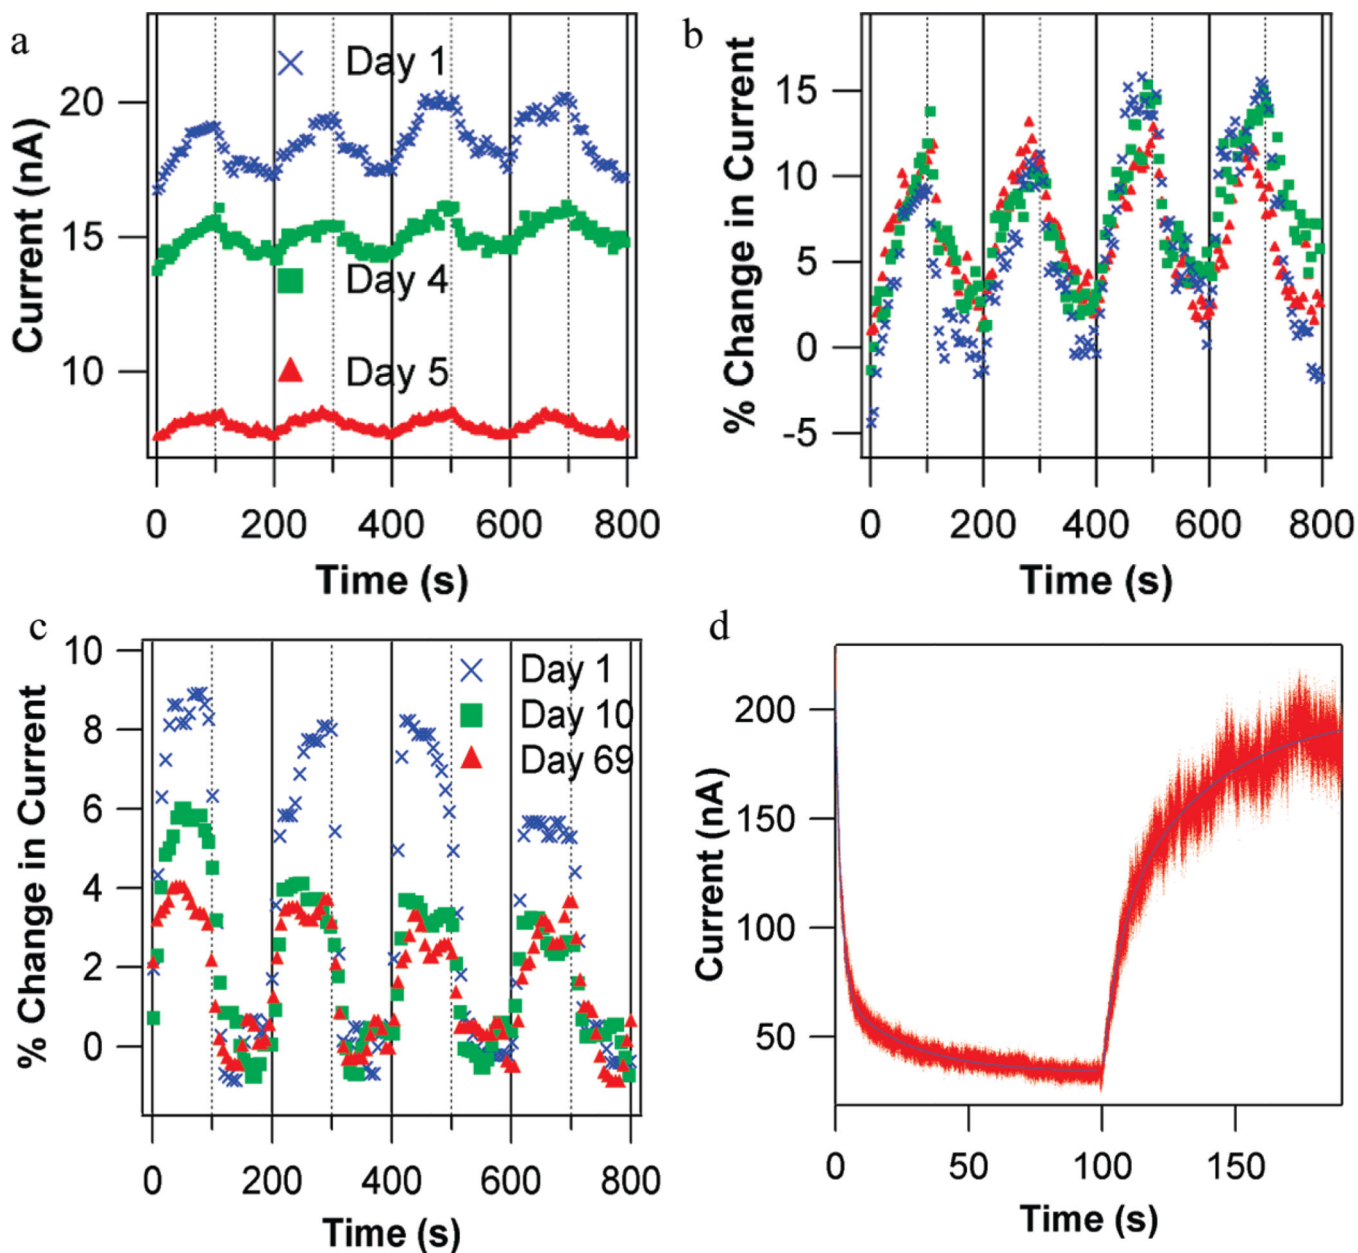 a
Day 1
Day 4
Day 5
20
15
10
Current (nA)
0 200 400 600 800
Time (s)
b
15
10
5
0
-5
% Change in Current
0 200 400 600 800
Time (s)
c
Day 1
Day 10
Day 69
10
8
6
4
2
0
% Change in Current
0 200 400 600 800
Time (s)
d
200
150
100
50
Current (nA)
0 50 100 150
Time (s)